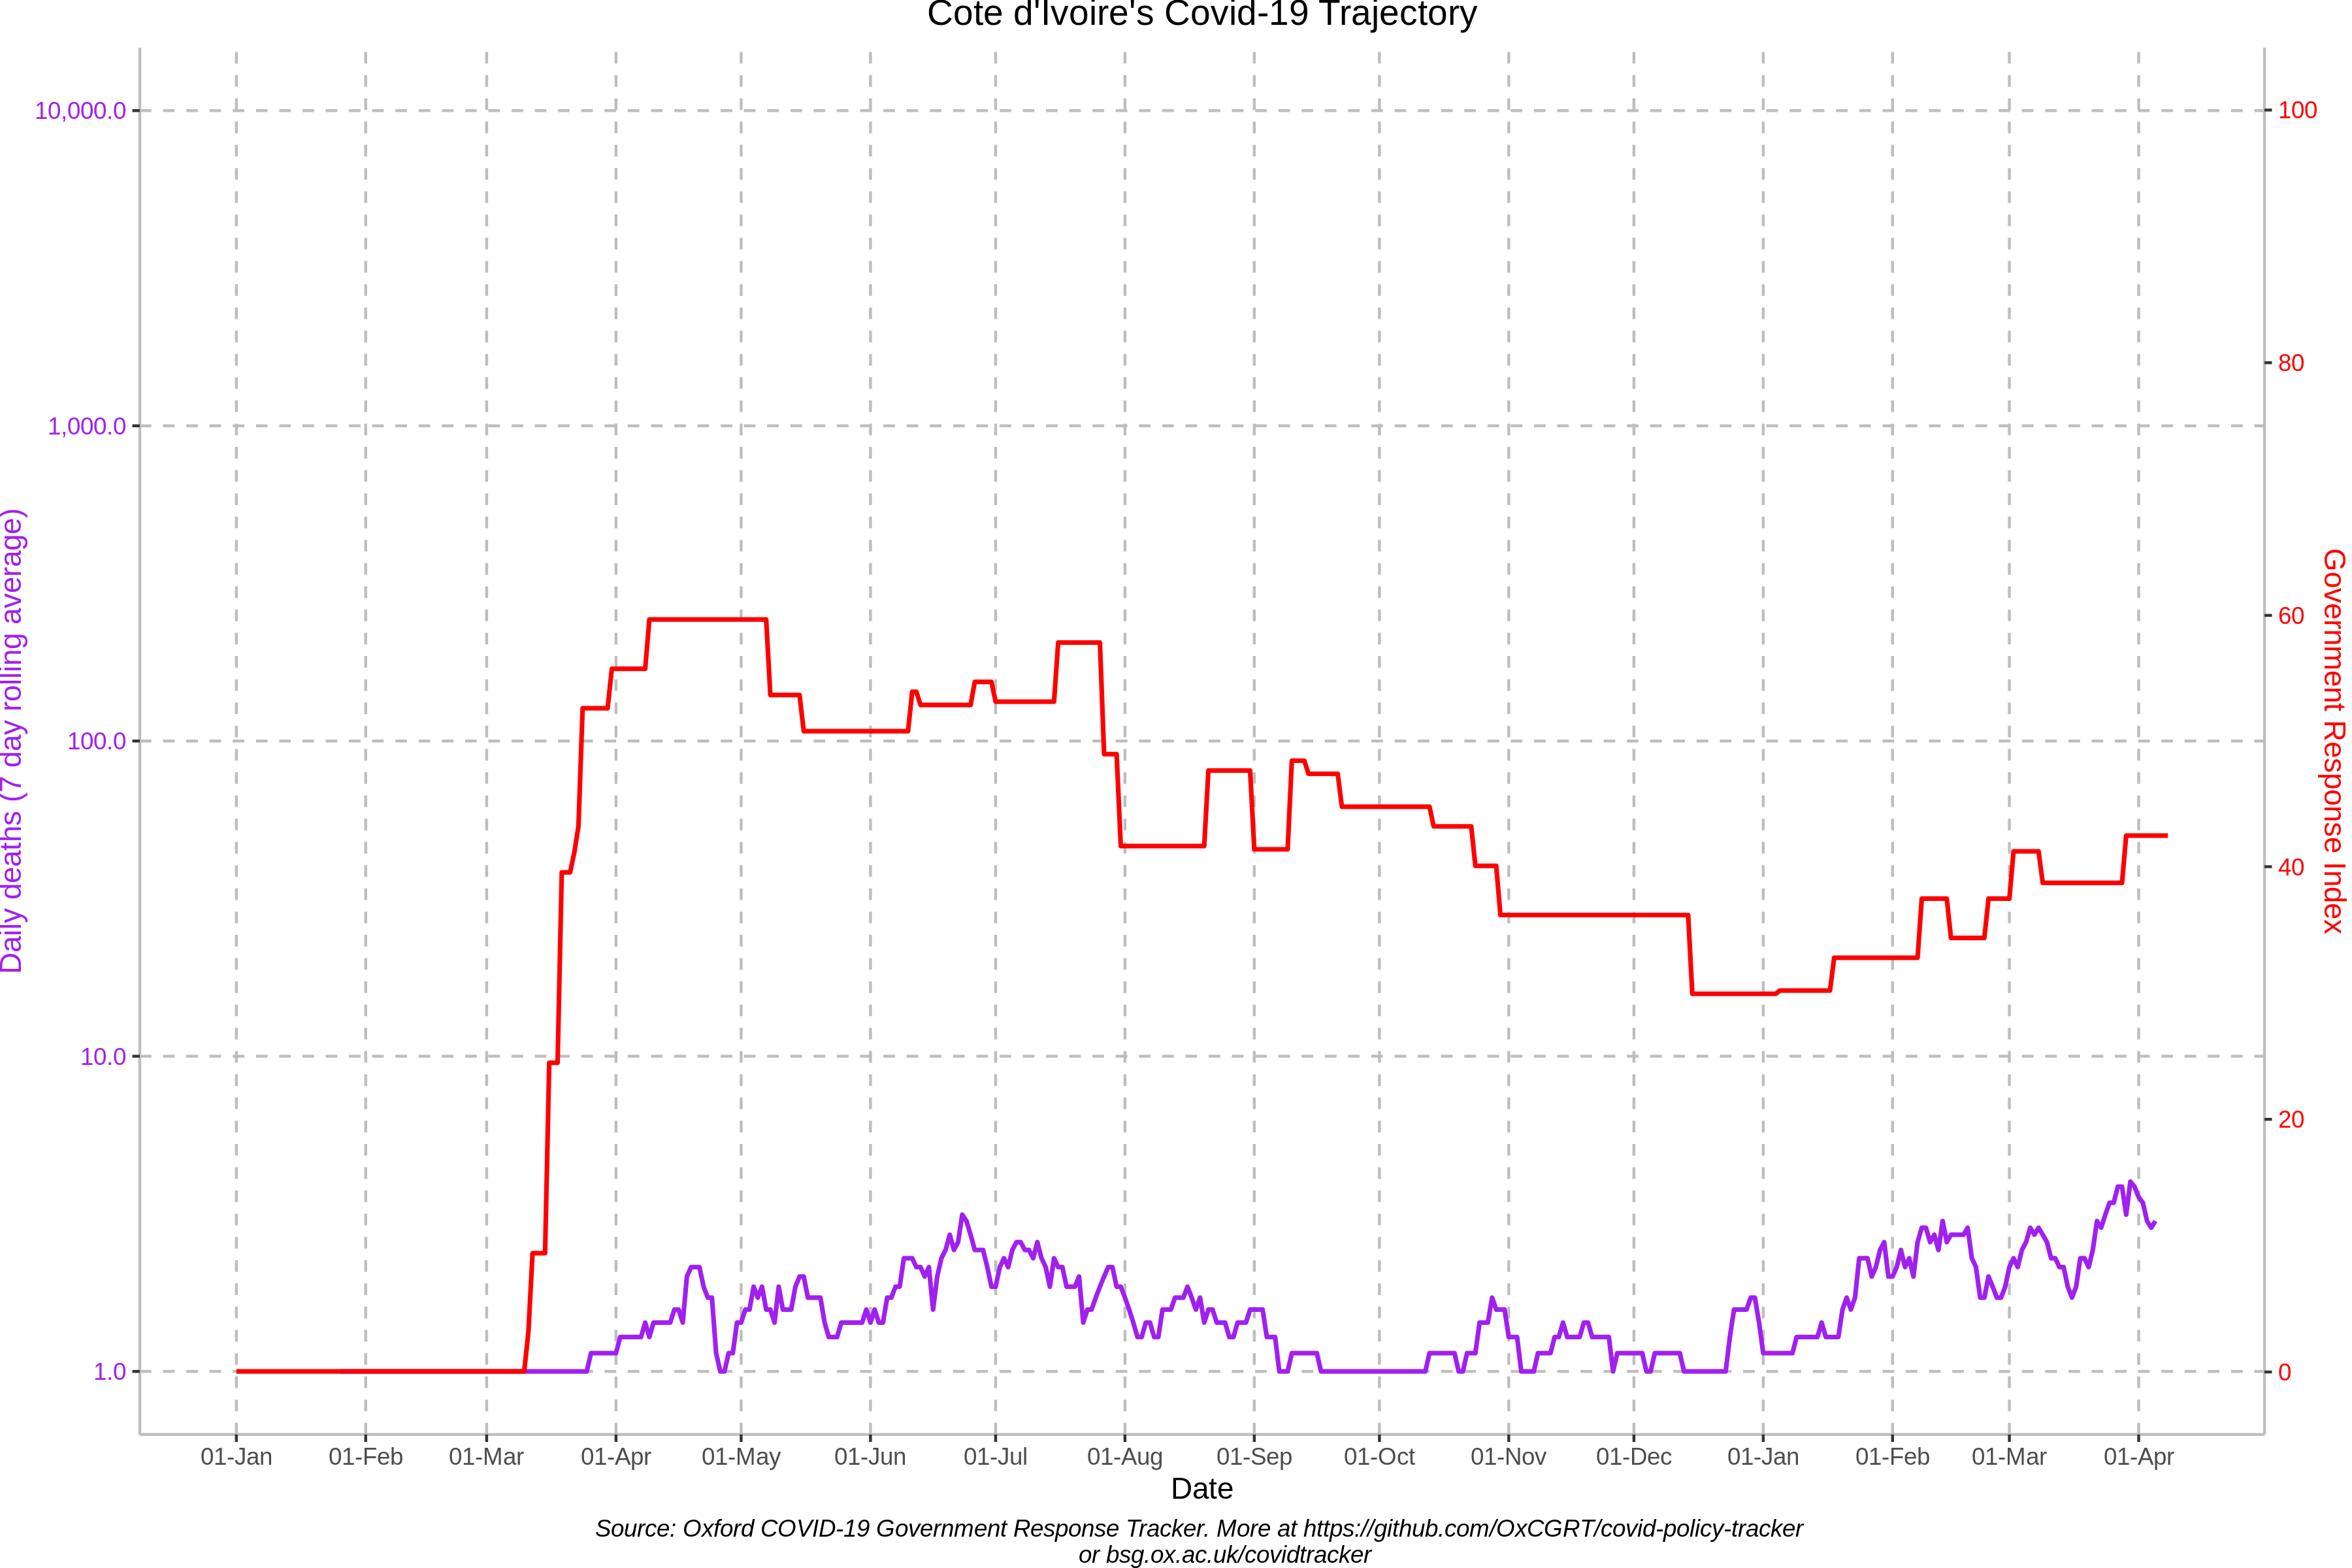 Cote d'Ivoire's Covid-19 Trajectory
10,000.0
1,000.0
100.0
10.0
1.0
Daily deaths (7 day rolling average)
100
80
60
40
20
0
Government Response Index
01-Jan 01-Feb 01-Mar 01-Apr 01-May 01-Jun 01-Jul 01-Aug 01-Sep 01-Oct 01-Nov 01-Dec 01-Jan 01-Feb 01-Mar 01-Apr
Date
Source: Oxford COVID-19 Government Response Tracker. More at https://github.com/OxCGRT/covid-policy-tracker
or bsg.ox.ac.uk/covidtracker